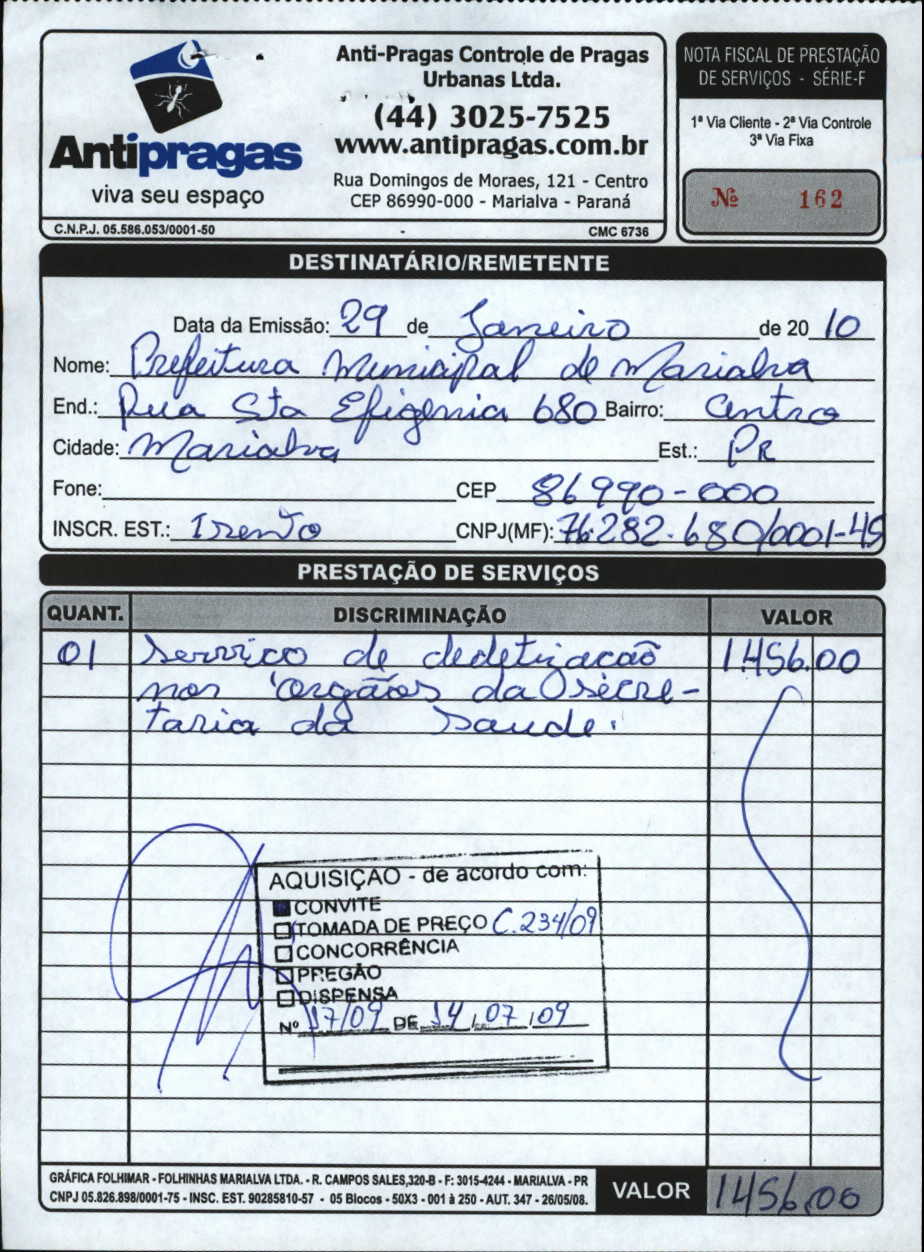 Anti-Pragas Controle de Pragas
Urbanas Ltda.
(44) 3025-7525
www.antipragas.com.br
Rua Domingos de Moraes, 121 - Centro
CEP 86990-000 - Marialva - Paraná
Antipragas
viva seu espaço
C.N.P.J. 05.586.053/0001-50
CMC 6736
NOTA FISCAL DE PRESTAÇÃO
DE SERVIÇOS - SÉRIE-F
1ª Via Cliente - 2ª Via Controle
3ª Via Fixa
Nº 162
DESTINATÁRIO/REMETENTE
Data da Emissão: 29 de Janeiro de 20 10
Nome: Prefeitura Municipal de Marialva
End.: Rua Sta Efigenia 680 Bairro: Centro
Cidade: Marialva Est.: PR
Fone: CEP 86990-000
INSCR. EST.: Isento CNPJ(MF): 76.282.680/0001-45
PRESTAÇÃO DE SERVIÇOS
QUANT. DISCRIMINAÇÃO VALOR
01 Serviço de dedetizacaõ 1456.00
nos órgãos da secre-
taria da Saude.
AQUISIÇAO - de acordo com:
CONVITE
TOMADA DE PREÇO C.234/09
CONCORRÊNCIA
PREGÃO
DISPENSA
Nº 17/09 DE 14/07/09
GRÁFICA FOLHIMAR - FOLHINHAS MARIALVA LTDA. - R. CAMPOS SALES,320-B - F: 3015-4244 - MARIALVA - PR
CNPJ 05.826.898/0001-75 - INSC. EST. 90285810-57 - 05 Blocos - 50X3 - 001 à 250 - AUT. 347 - 26/05/08.
VALOR 1456,00